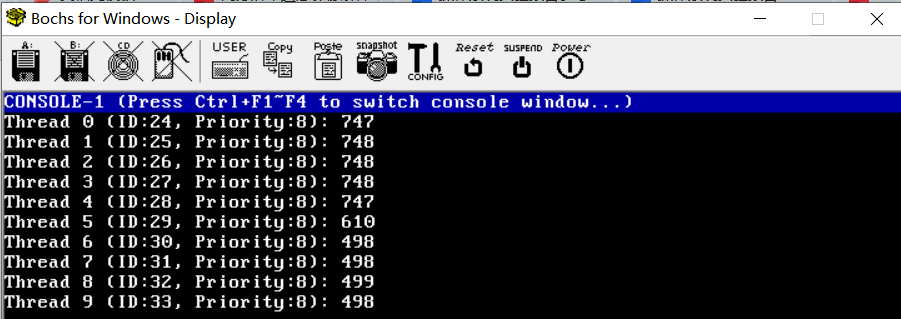 Bochs for Windows - Display
A: B: CD USER Copy Paste snapshot CONFIG Reset SUSPEND Power
CONSOLE-1 (Press Ctrl+F1~F4 to switch console window...)
Thread 0 (ID:24, Priority:8): 747
Thread 1 (ID:25, Priority:8): 748
Thread 2 (ID:26, Priority:8): 748
Thread 3 (ID:27, Priority:8): 748
Thread 4 (ID:28, Priority:8): 747
Thread 5 (ID:29, Priority:8): 610
Thread 6 (ID:30, Priority:8): 498
Thread 7 (ID:31, Priority:8): 498
Thread 8 (ID:32, Priority:8): 499
Thread 9 (ID:33, Priority:8): 498